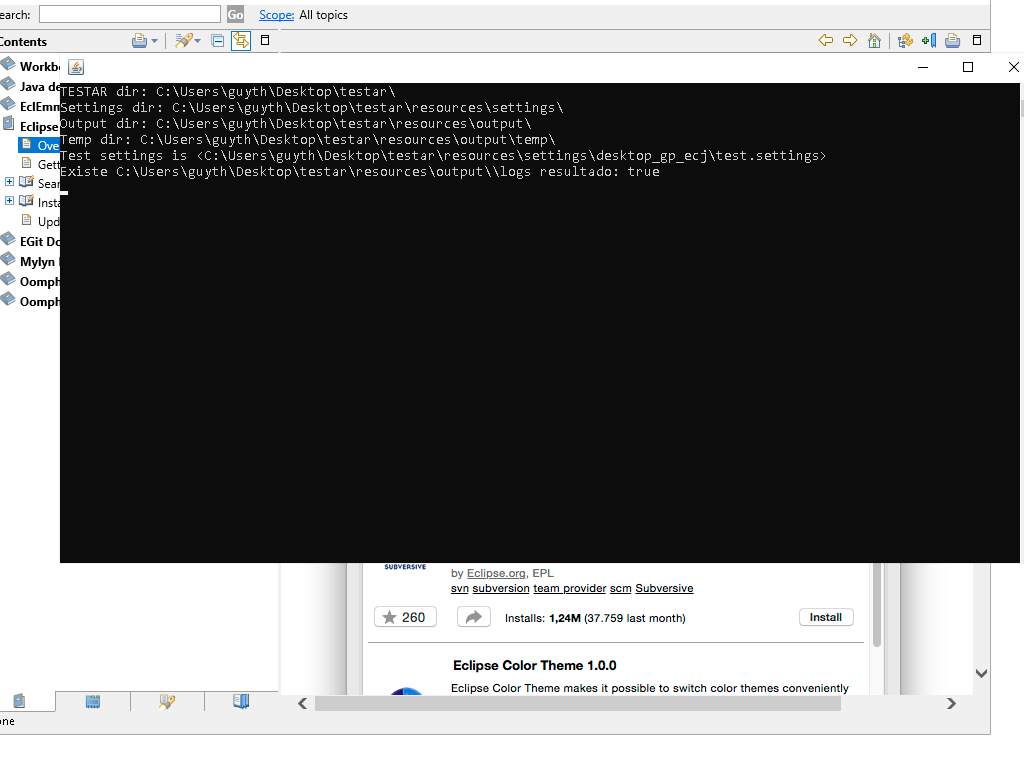 earch:
Go
Scope: All topics
Contents
Workb
Java de
EclEmm
Eclipse
Ove
Gett
Sear
Insta
Upd
EGit Do
Mylyn
Oomph
Oomph
TESTAR dir: C:\Users\guyth\Desktop\testar\
Settings dir: C:\Users\guyth\Desktop\testar\resources\settings\
Output dir: C:\Users\guyth\Desktop\testar\resources\output\
Temp dir: C:\Users\guyth\Desktop\testar\resources\output\temp\
Test settings is <C:\Users\guyth\Desktop\testar\resources\settings\desktop_gp_ecj\test.settings>
Existe C:\Users\guyth\Desktop\testar\resources\output\\logs resultado: true
SUBVERSIVE
by Eclipse.org, EPL
svn subversion team provider scm Subversive
260
Installs: 1,24M (37.759 last month)
Install
Eclipse Color Theme 1.0.0
Eclipse Color Theme makes it possible to switch color themes conveniently
one